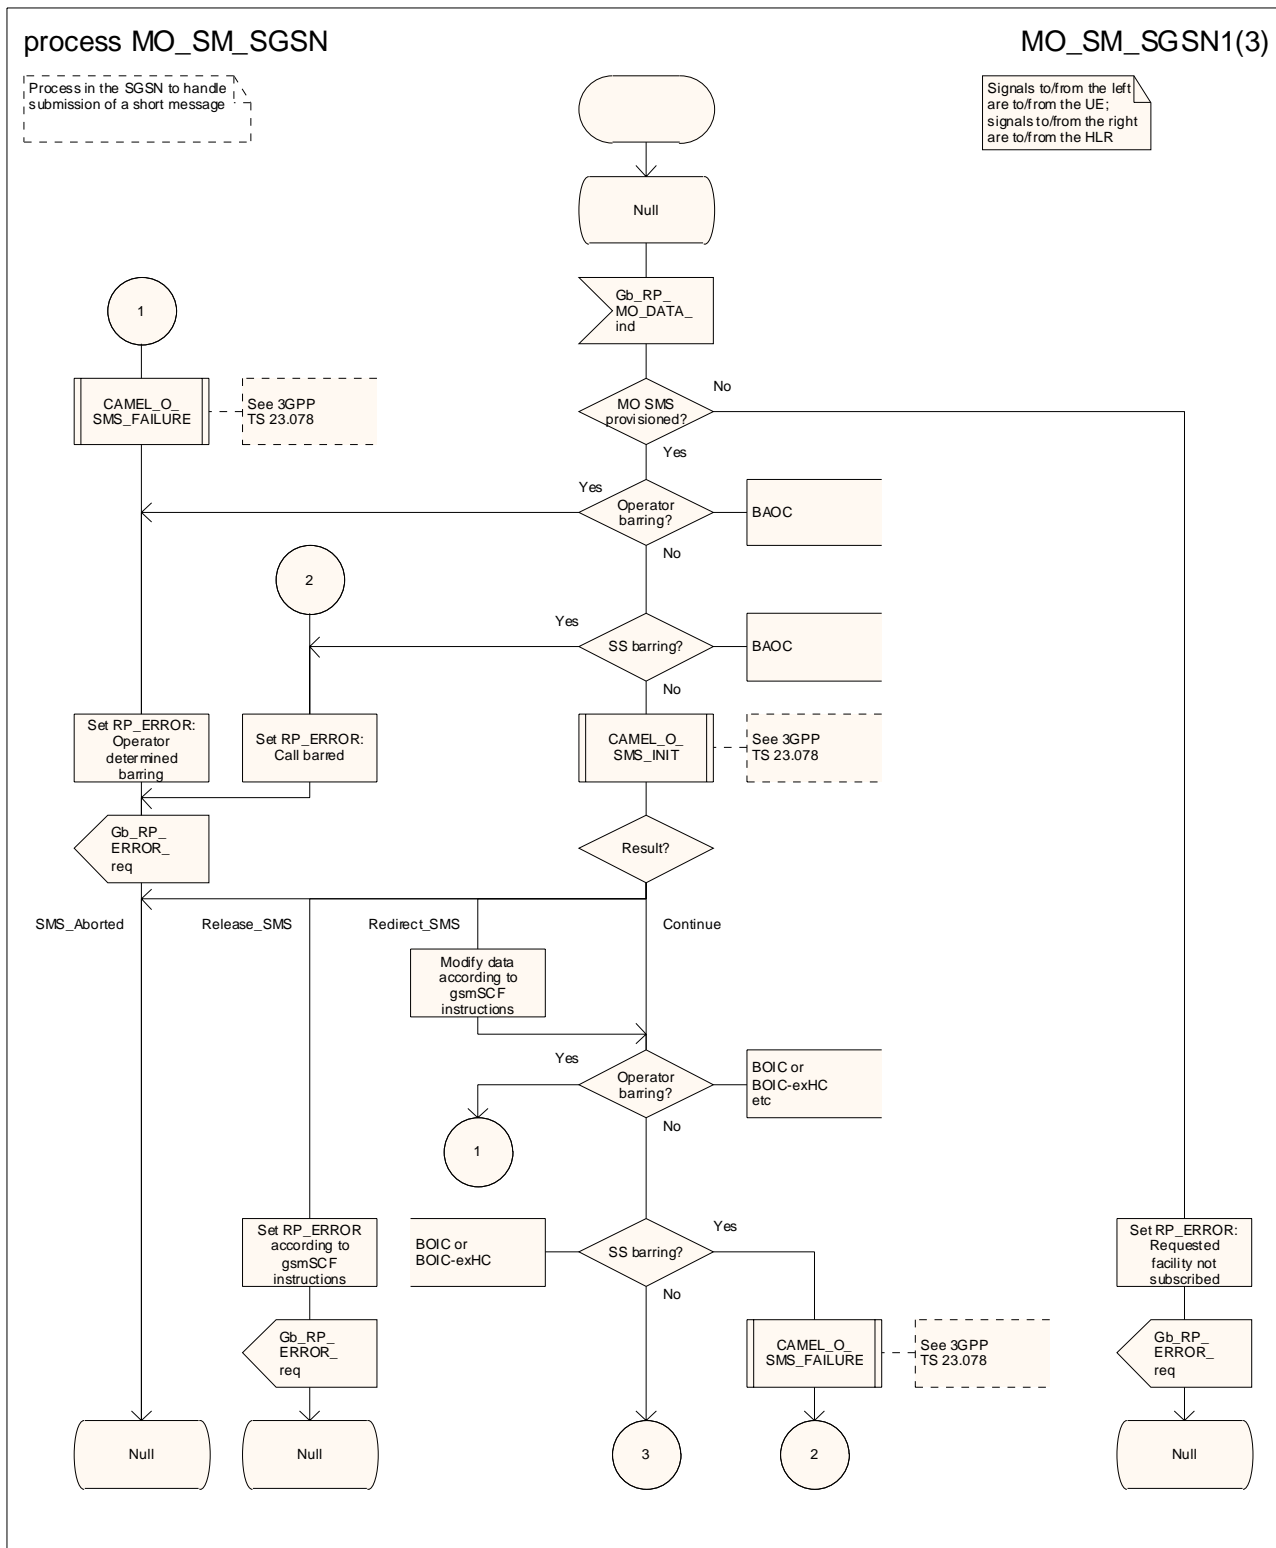 process MO_SM_SGSN
MO_SM_SGSN1(3)
Process in the SGSN to handle
submission of a short message
Signals to/from the left
are to/from the UE;
signals to/from the right
are to/from the HLR
Null
Gb_RP_
MO_DATA_
ind
1
CAMEL_O_
SMS_FAILURE
See 3GPP
TS 23.078
MO SMS
provisioned?
No
Yes
Yes
Operator
barring?
BAOC
No
2
Yes
SS barring?
BAOC
No
Set RP_ERROR:
Operator
determined
barring
Set RP_ERROR:
Call barred
CAMEL_O_
SMS_INIT
See 3GPP
TS 23.078
Gb_RP_
ERROR_
req
Result?
SMS_Aborted
Release_SMS
Redirect_SMS
Continue
Modify data
according to
gsmSCF
instructions
Yes
Operator
barring?
BOIC or
BOIC-exHC
etc
No
1
BOIC or
BOIC-exHC
SS barring?
Yes
No
Set RP_ERROR
according to
gsmSCF
instructions
Set RP_ERROR:
Requested
facility not
subscribed
Gb_RP_
ERROR_
req
CAMEL_O_
SMS_FAILURE
See 3GPP
TS 23.078
Gb_RP_
ERROR_
req
Null
Null
3
2
Null